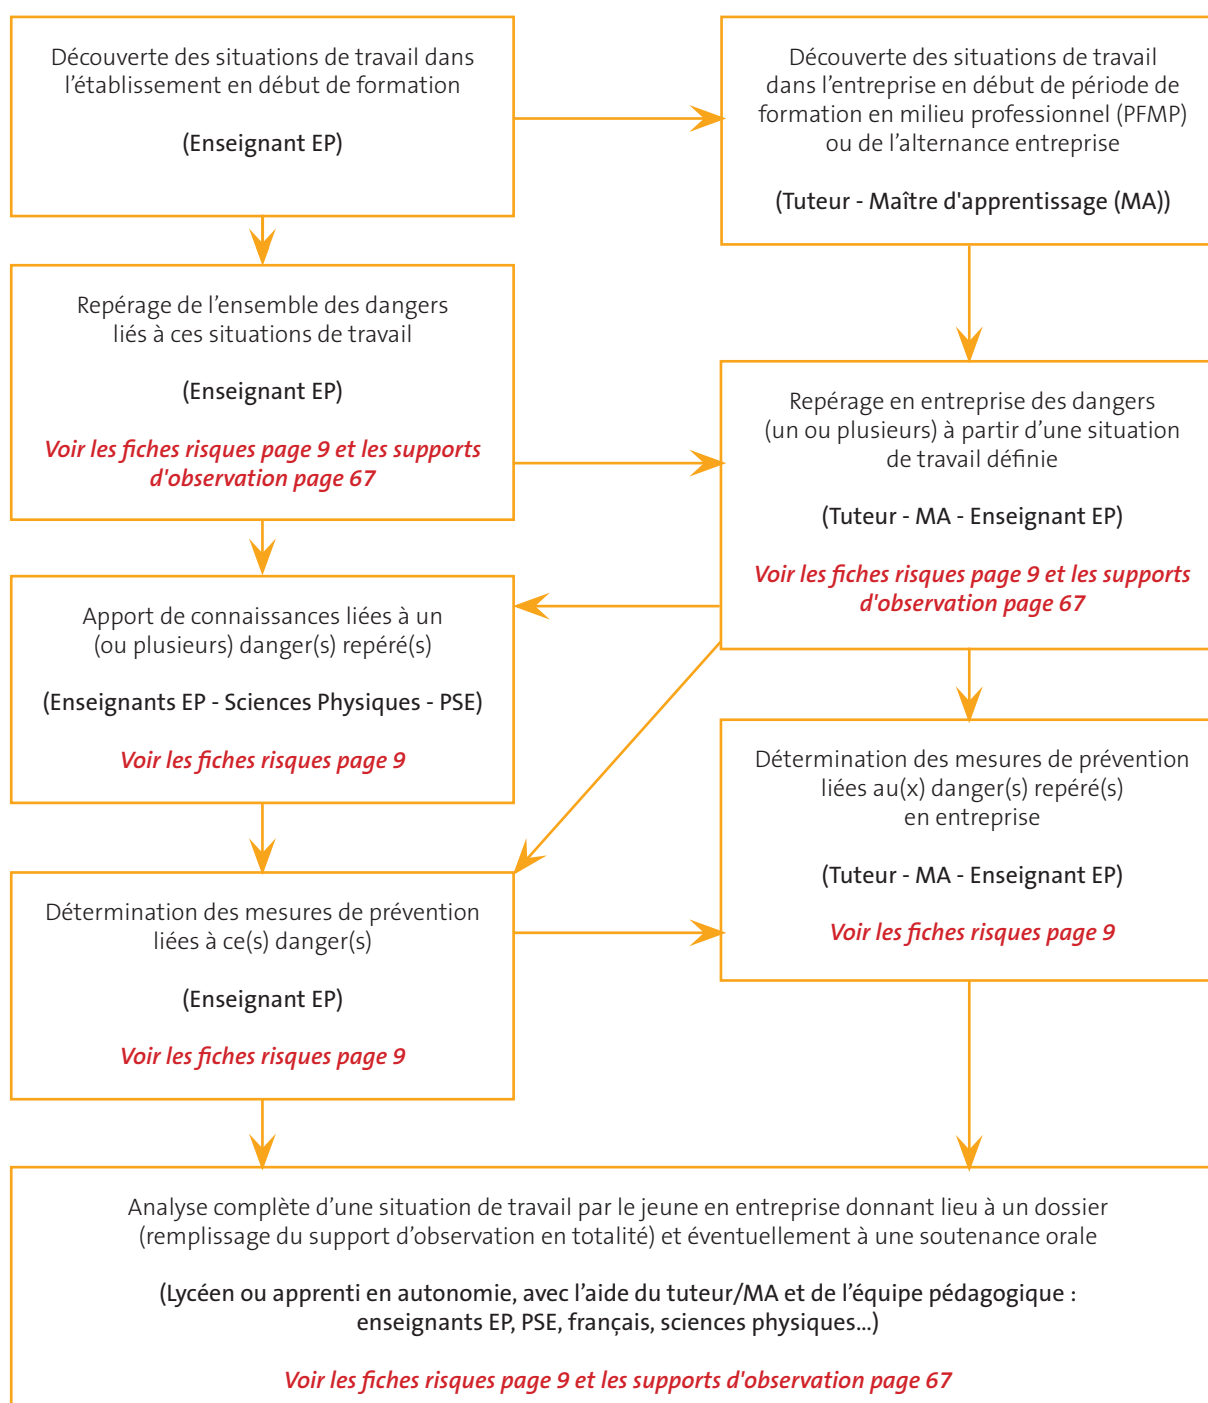 Découverte des situations de travail dans
l'établissement en début de formation
(Enseignant EP)
Découverte des situations de travail
dans l'entreprise en début de période de
formation en milieu professionnel (PFMP)
ou de l'alternance entreprise
(Tuteur - Maître d'apprentissage (MA))
Repérage de l'ensemble des dangers
liés à ces situations de travail
(Enseignant EP)
Voir les fiches risques page 9 et les supports
d'observation page 67
Repérage en entreprise des dangers
(un ou plusieurs) à partir d'une situation
de travail définie
(Tuteur - MA - Enseignant EP)
Voir les fiches risques page 9 et les supports
d'observation page 67
Apport de connaissances liées à un
(ou plusieurs) danger(s) repéré(s)
(Enseignants EP - Sciences Physiques - PSE)
Voir les fiches risques page 9
Détermination des mesures de prévention
liées au(x) danger(s) repéré(s)
en entreprise
(Tuteur - MA - Enseignant EP)
Voir les fiches risques page 9
Détermination des mesures de prévention
liées à ce(s) danger(s)
(Enseignant EP)
Voir les fiches risques page 9
Analyse complète d'une situation de travail par le jeune en entreprise donnant lieu à un dossier
(remplissage du support d'observation en totalité) et éventuellement à une soutenance orale
(Lycéen ou apprenti en autonomie, avec l'aide du tuteur/MA et de l'équipe pédagogique :
enseignants EP, PSE, français, sciences physiques…)
Voir les fiches risques page 9 et les supports d'observation page 67